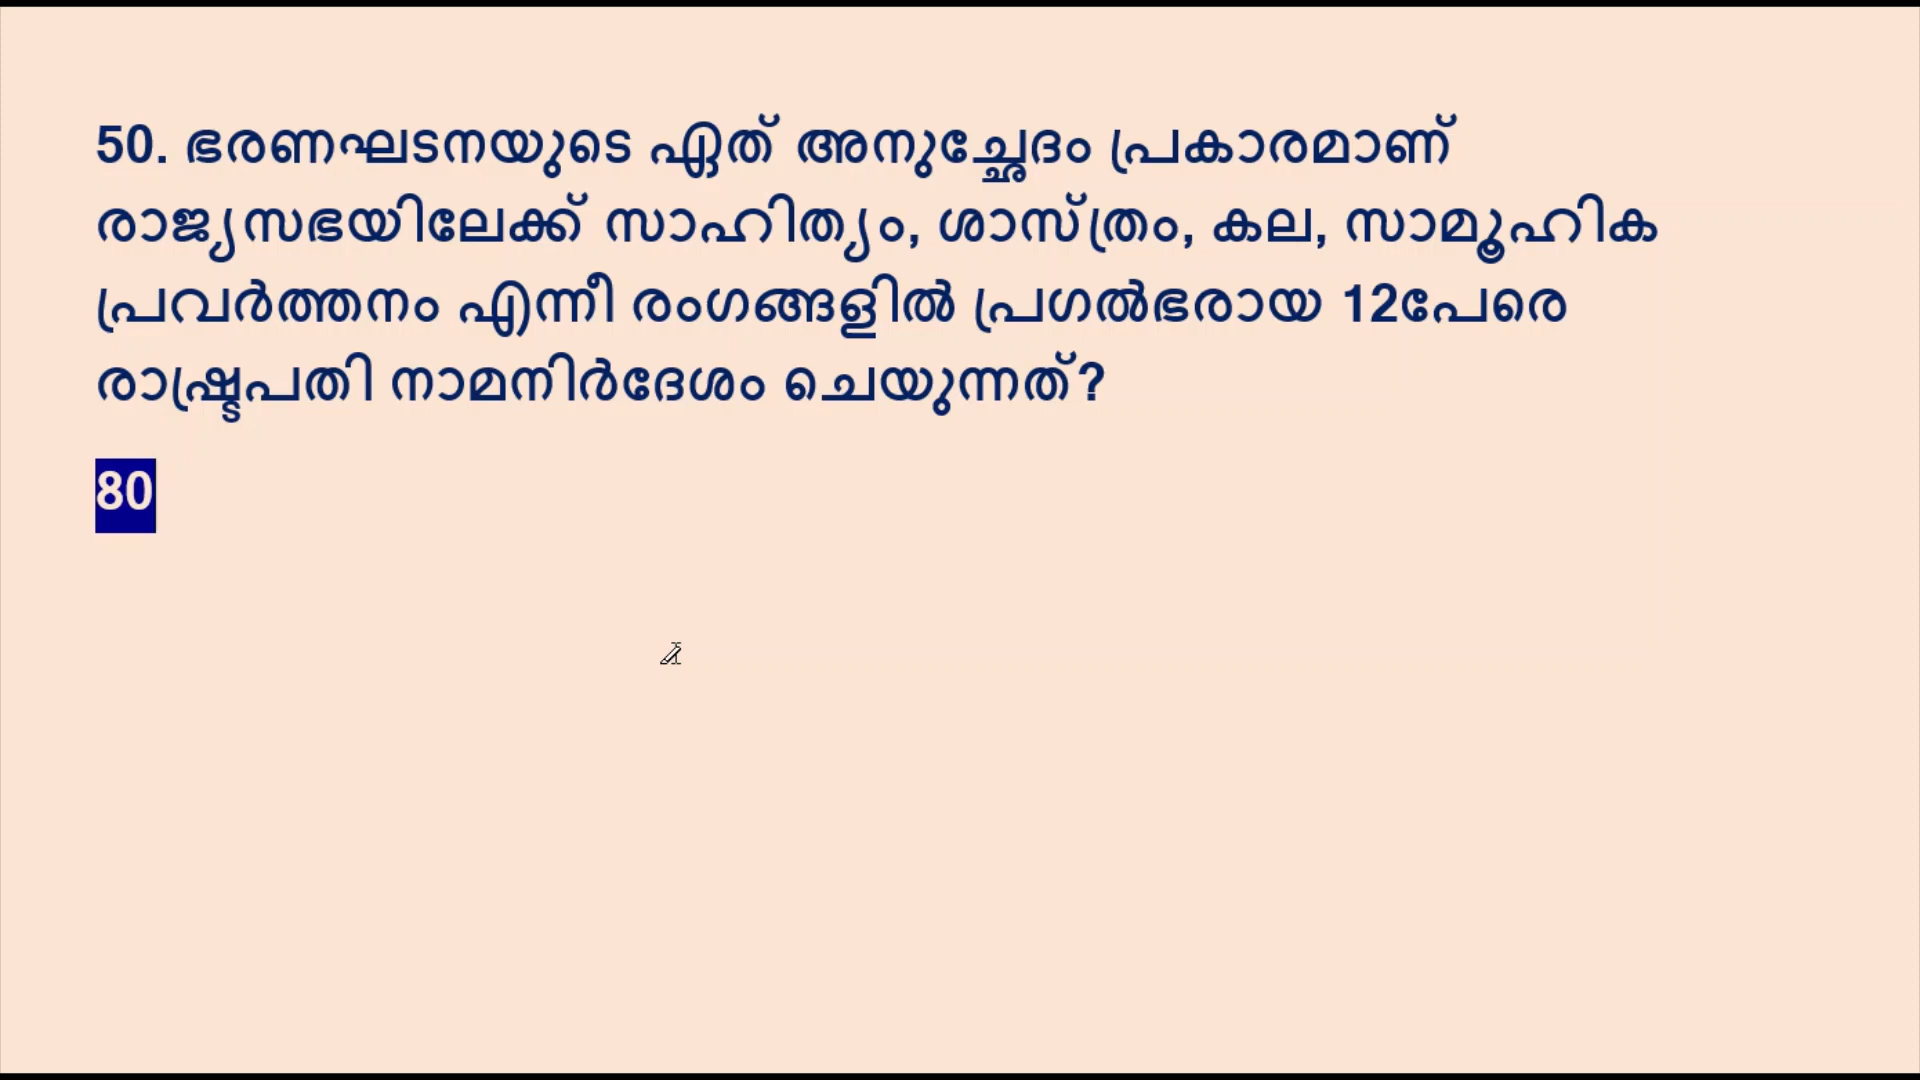 50. ഭരണഘടനയുടെ ഏത് അനുച്ഛേദം പ്രകാരമാണ്
രാജ്യസഭയിലേക്ക് സാഹിത്യം, ശാസ്ത്രം, കല, സാമൂഹിക
പ്രവർത്തനം എന്നീ രംഗങ്ങളിൽ പ്രഗൽഭരായ 12പേരെ
രാഷ്ട്രപതി നാമനിർദേശം ചെയുന്നത്?
80